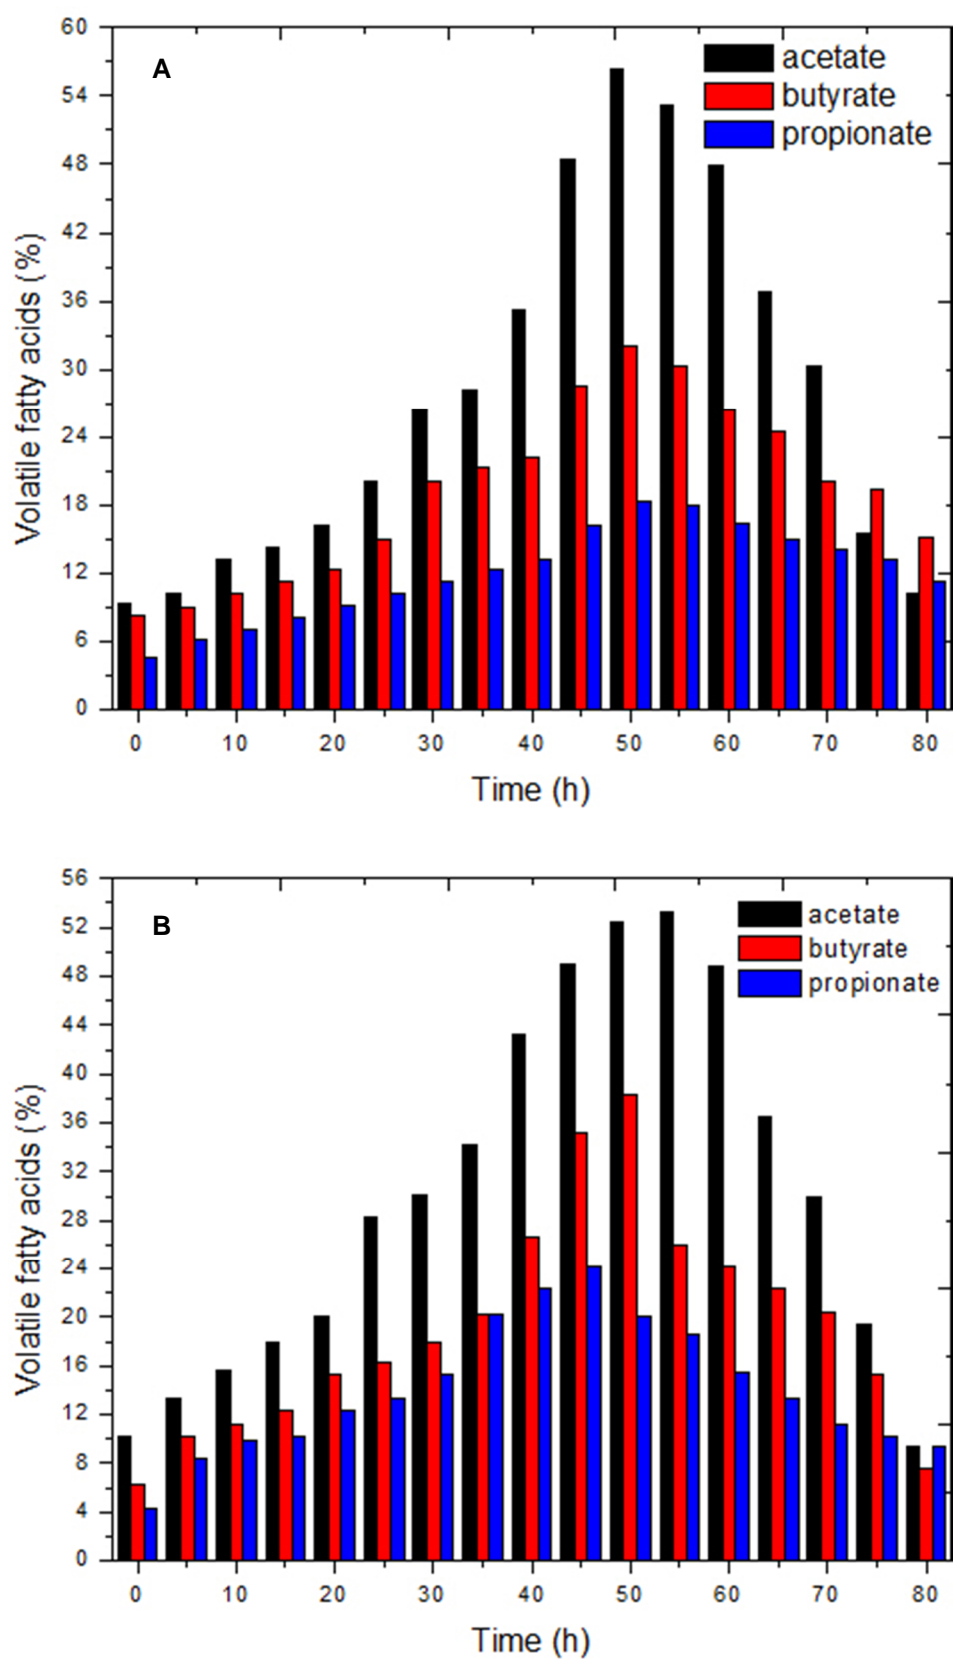 A
acetate
butyrate
propionate
60
54
48
42
36
30
24
18
12
6
0
Volatile fatty acids (%)
0 10 20 30 40 50 60 70 80
Time (h)
B
acetate
butyrate
propionate
56
52
48
44
40
36
32
28
24
20
16
12
8
4
0
Volatile fatty acids (%)
0 10 20 30 40 50 60 70 80
Time (h)